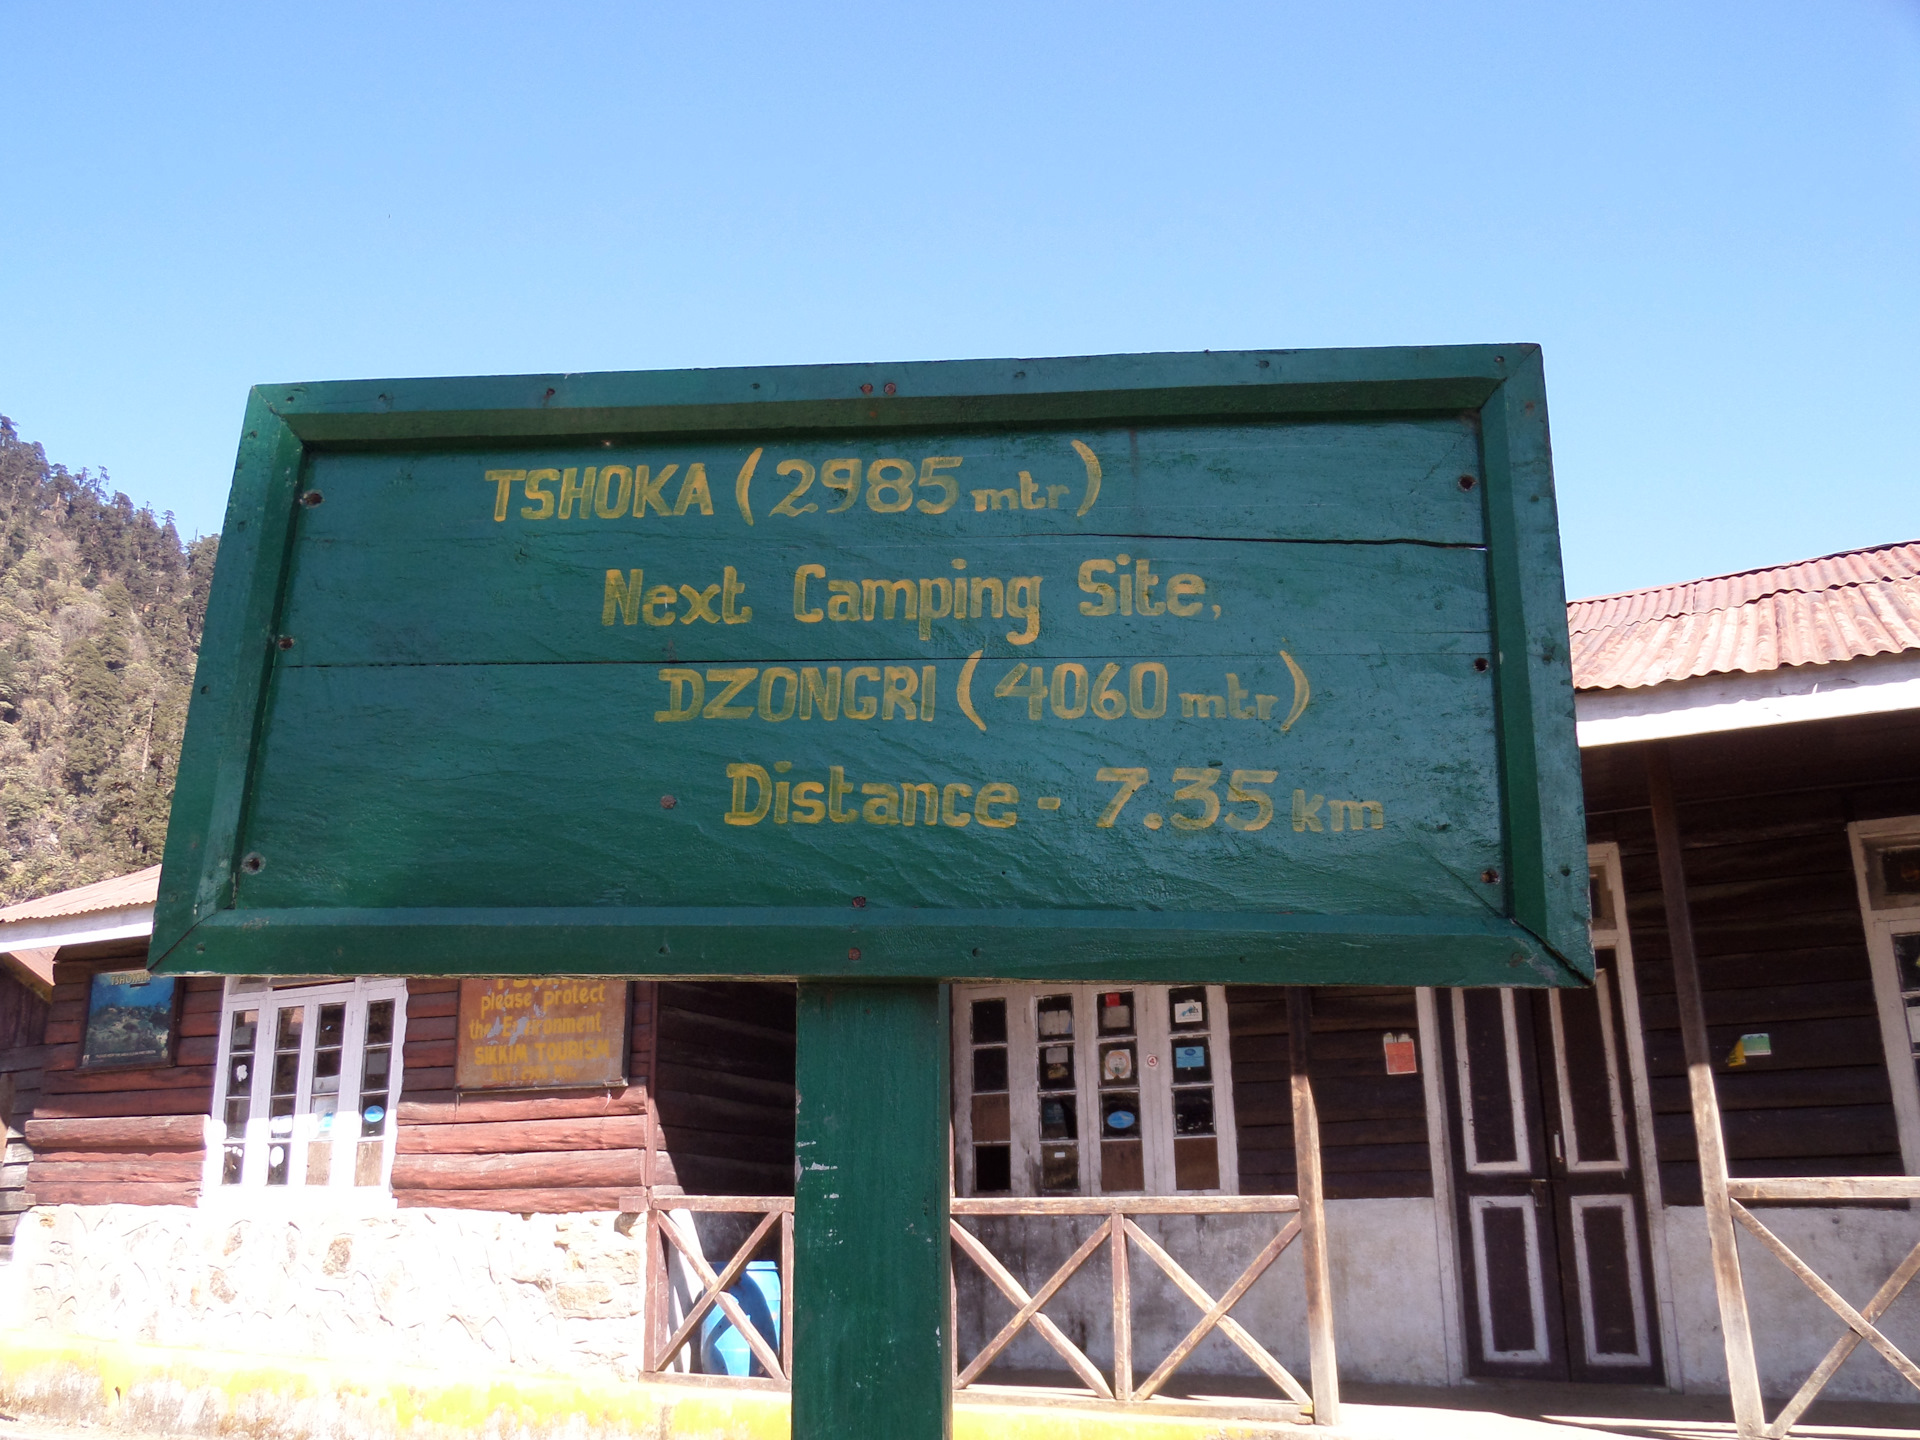 TSHOKA (2985 mtr)
Next Camping Site,
DZONGRI (4060 mtr)
Distance - 7.35 km
TSHOKA
please protect
the Environment
SIKKIM TOURISM